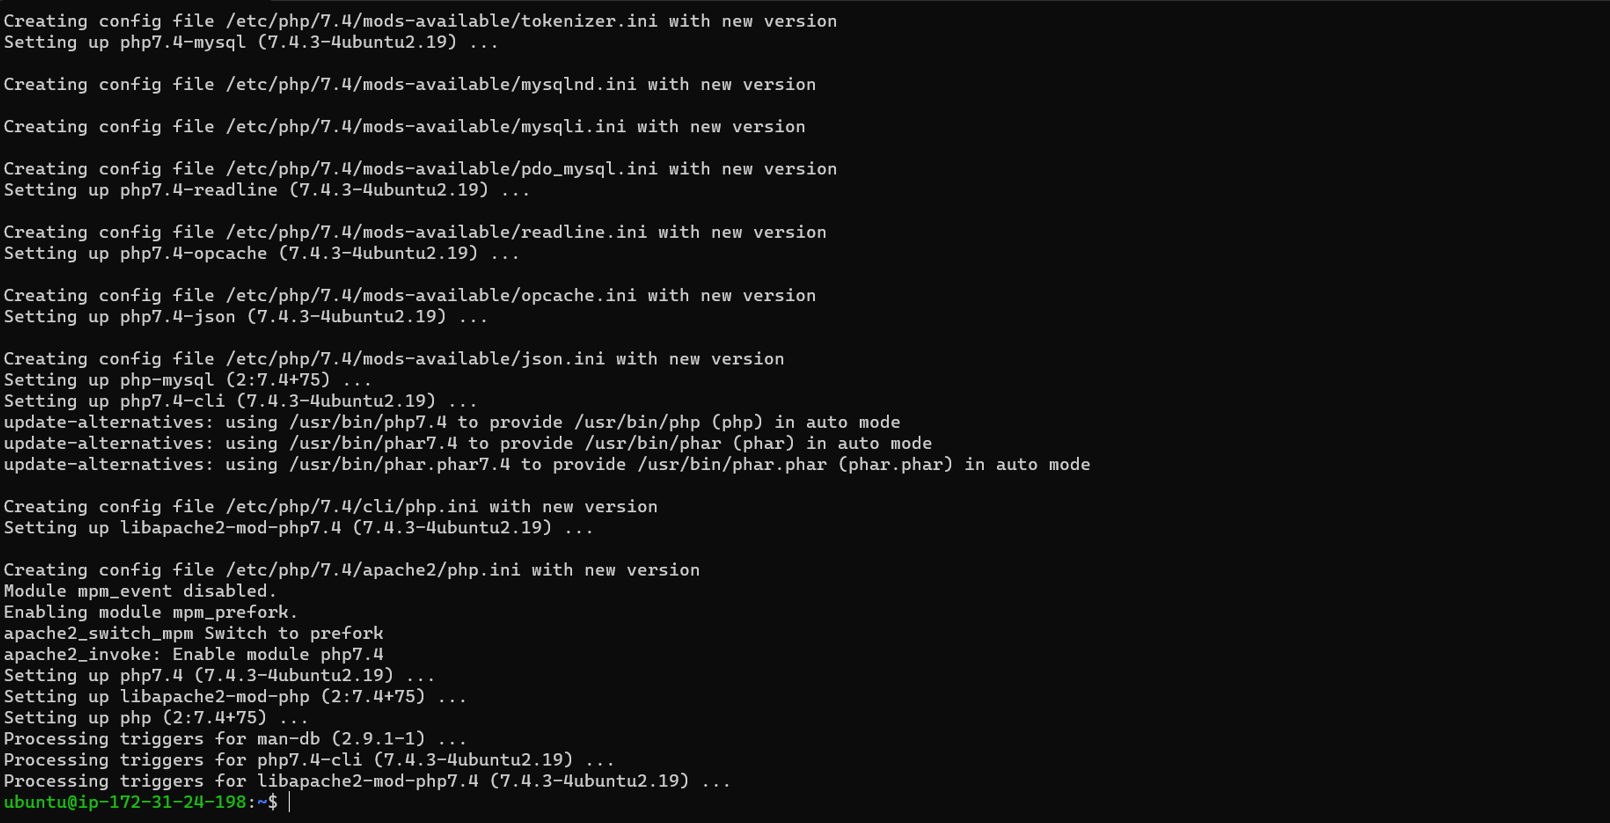 Creating config file /etc/php/7.4/mods-available/tokenizer.ini with new version
Setting up php7.4-mysql (7.4.3-4ubuntu2.19) ...
Creating config file /etc/php/7.4/mods-available/mysqlnd.ini with new version
Creating config file /etc/php/7.4/mods-available/mysqli.ini with new version
Creating config file /etc/php/7.4/mods-available/pdo_mysql.ini with new version
Setting up php7.4-readline (7.4.3-4ubuntu2.19) ...
Creating config file /etc/php/7.4/mods-available/readline.ini with new version
Setting up php7.4-opcache (7.4.3-4ubuntu2.19) ...
Creating config file /etc/php/7.4/mods-available/opcache.ini with new version
Setting up php7.4-json (7.4.3-4ubuntu2.19) ...
Creating config file /etc/php/7.4/mods-available/json.ini with new version
Setting up php-mysql (2:7.4+75) ...
Setting up php7.4-cli (7.4.3-4ubuntu2.19) ...
update-alternatives: using /usr/bin/php7.4 to provide /usr/bin/php (php) in auto mode
update-alternatives: using /usr/bin/phar7.4 to provide /usr/bin/phar (phar) in auto mode
update-alternatives: using /usr/bin/phar.phar7.4 to provide /usr/bin/phar.phar (phar.phar) in auto mode
Creating config file /etc/php/7.4/cli/php.ini with new version
Setting up libapache2-mod-php7.4 (7.4.3-4ubuntu2.19) ...
Creating config file /etc/php/7.4/apache2/php.ini with new version
Module mpm_event disabled.
Enabling module mpm_prefork.
apache2_switch_mpm Switch to prefork
apache2_invoke: Enable module php7.4
Setting up php7.4 (7.4.3-4ubuntu2.19) ...
Setting up libapache2-mod-php (2:7.4+75) ...
Setting up php (2:7.4+75) ...
Processing triggers for man-db (2.9.1-1) ...
Processing triggers for php7.4-cli (7.4.3-4ubuntu2.19) ...
Processing triggers for libapache2-mod-php7.4 (7.4.3-4ubuntu2.19) ...
ubuntu@ip-172-31-24-198:~$